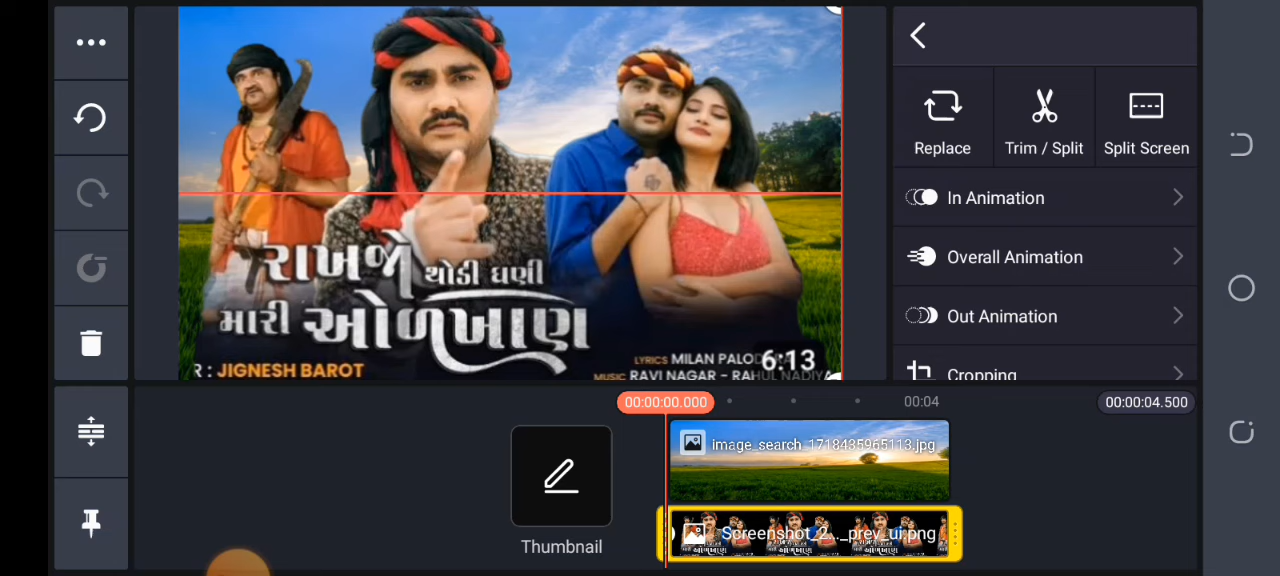 Replace
Trim / Split
Split Screen
In Animation
Overall Animation
Out Animation
Cropping
રાખજો થોડી ઘણી
મારી ઓળખાણ
R : JIGNESH BAROT
LYRICS MILAN PALOD
6:13
MUSIC RAVI NAGAR - RAHUL NADIYA
00:00:00.000
00:04
00:00:04.500
image_search_1718435965113.jpg
Screenshot_2..._prev_ui.png
Thumbnail